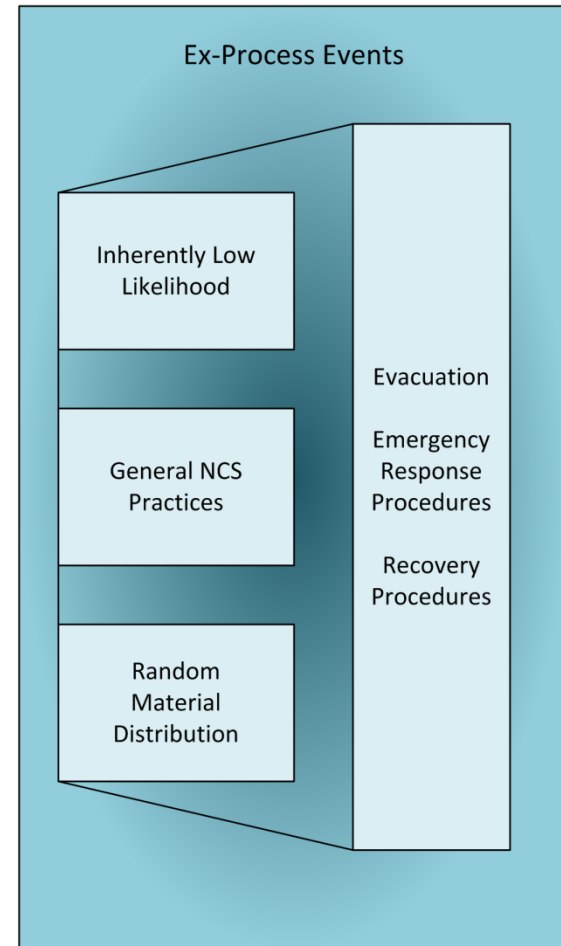 Ex-Process Events
Inherently Low
Likelihood
General NCS
Practices
Random
Material
Distribution
Evacuation
Emergency
Response
Procedures
Recovery
Procedures